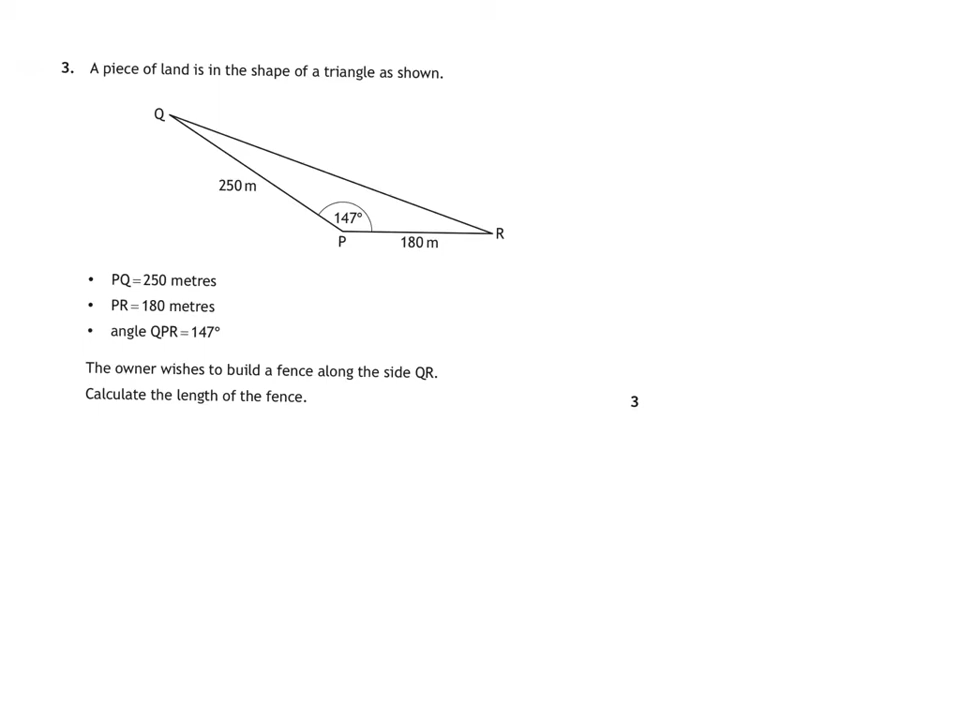 3. A piece of land is in the shape of a triangle as shown.
Q
250 m
147°
P
180 m
R
• PQ = 250 metres
• PR = 180 metres
• angle QPR = 147°
The owner wishes to build a fence along the side QR.
Calculate the length of the fence.
3